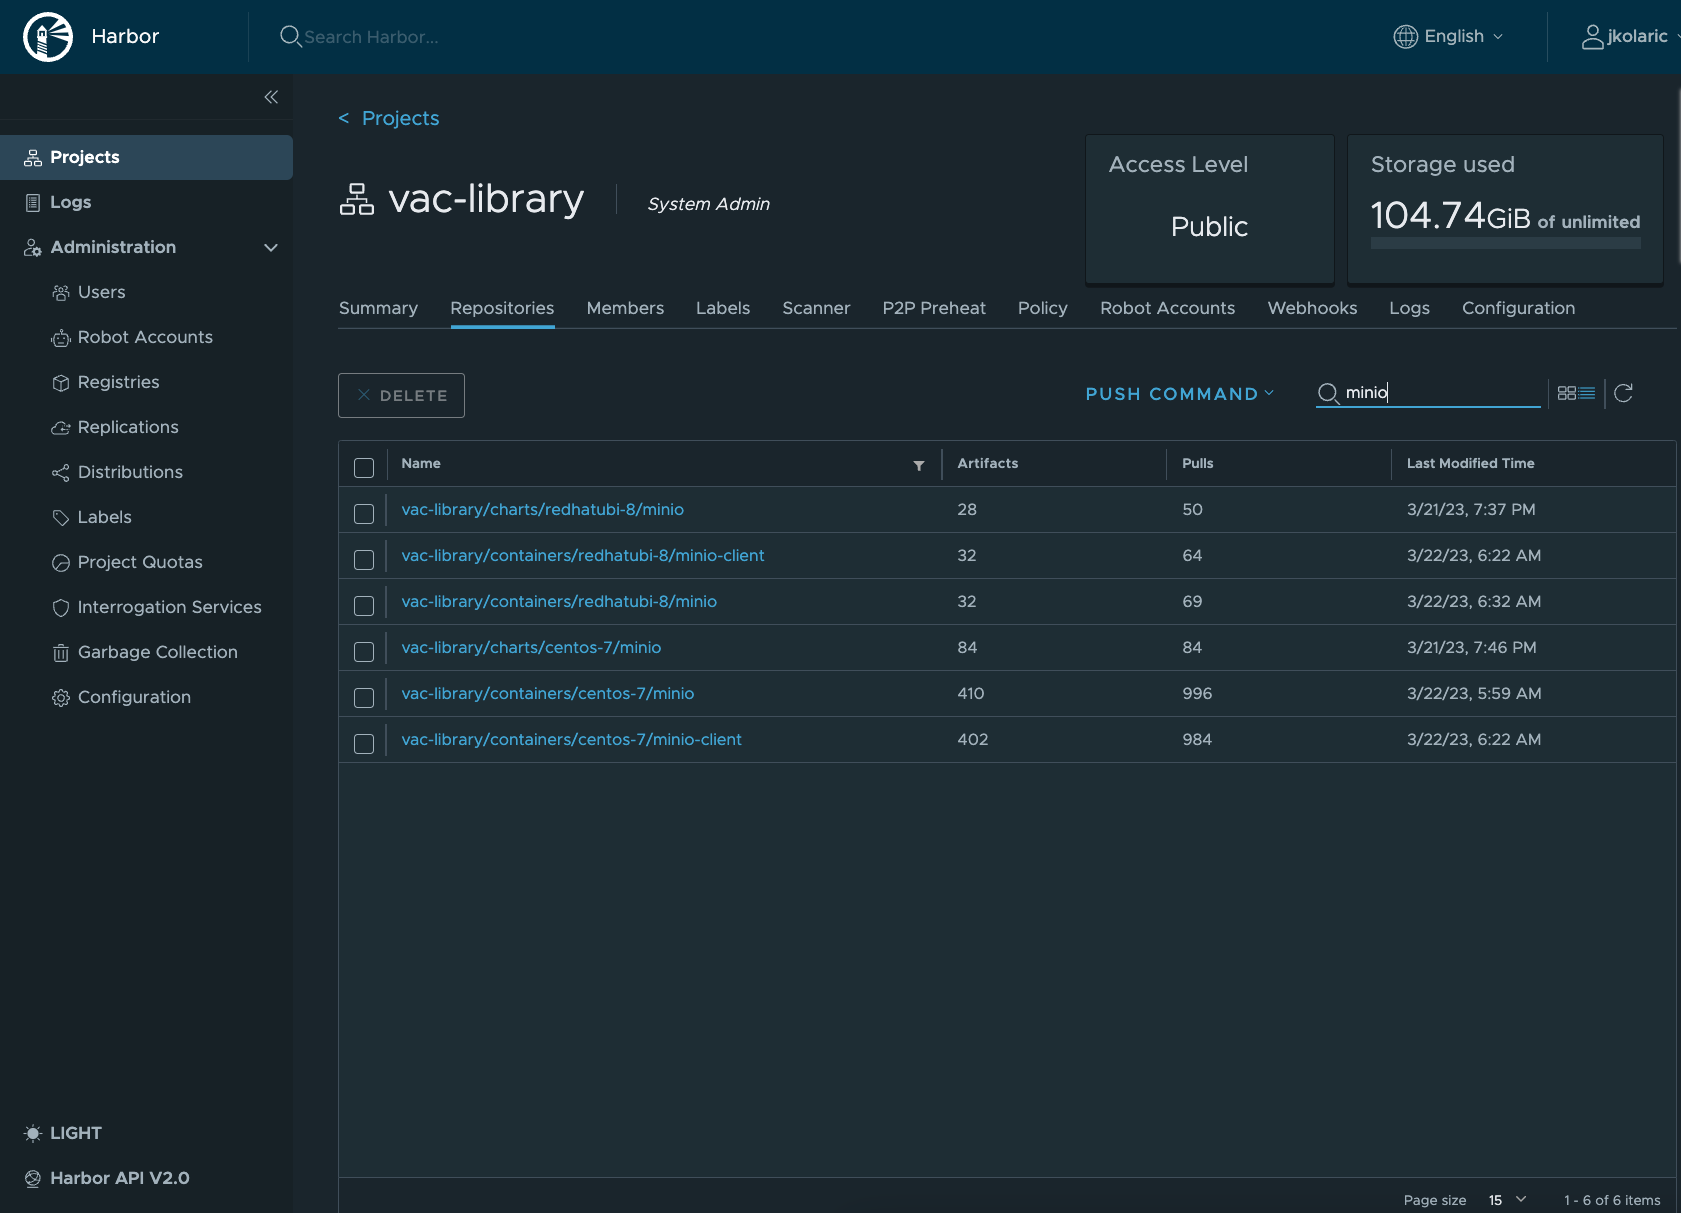 Harbor
Search Harbor...
English
jkolaric
Projects
Logs
Administration
Users
Robot Accounts
Registries
Replications
Distributions
Labels
Project Quotas
Interrogation Services
Garbage Collection
Configuration
LIGHT
Harbor API V2.0
< Projects
vac-library
System Admin
Access Level
Public
Storage used
104.74GiB of unlimited
Summary Repositories Members Labels Scanner P2P Preheat Policy Robot Accounts Webhooks Logs Configuration
DELETE
PUSH COMMAND
minio
Name Artifacts Pulls Last Modified Time
vac-library/charts/redhatubi-8/minio 28 50 3/21/23, 7:37 PM
vac-library/containers/redhatubi-8/minio-client 32 64 3/22/23, 6:22 AM
vac-library/containers/redhatubi-8/minio 32 69 3/22/23, 6:32 AM
vac-library/charts/centos-7/minio 84 84 3/21/23, 7:46 PM
vac-library/containers/centos-7/minio 410 996 3/22/23, 5:59 AM
vac-library/containers/centos-7/minio-client 402 984 3/22/23, 6:22 AM
Page size 15 1 - 6 of 6 items